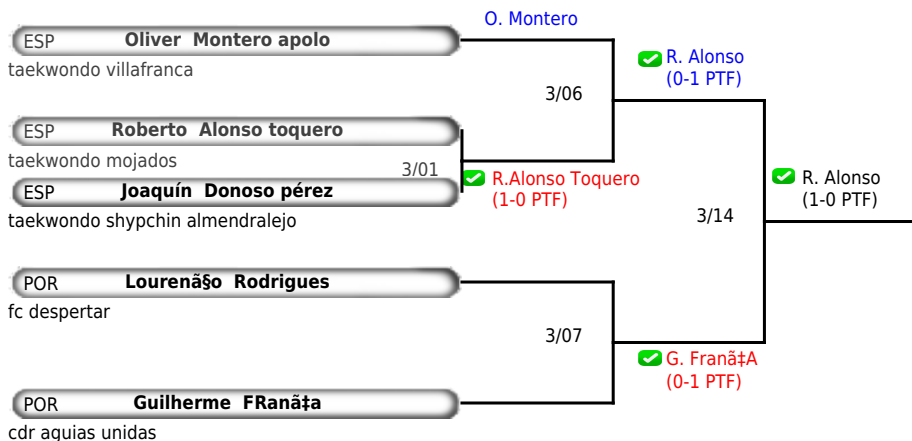 O. Montero
ESP Oliver Montero apolo
taekwondo villafranca
R. Alonso
(0-1 PTF)
3/06
ESP Roberto Alonso toquero
taekwondo mojados
3/01
R.Alonso Toquero
(1-0 PTF)
ESP Joaquín Donoso pérez
taekwondo shypchin almendralejo
R. Alonso
(1-0 PTF)
3/14
POR Lourenã§o Rodrigues
fc despertar
3/07
G. Franã‡A
(0-1 PTF)
POR Guilherme FRanã‡a
cdr aguias unidas